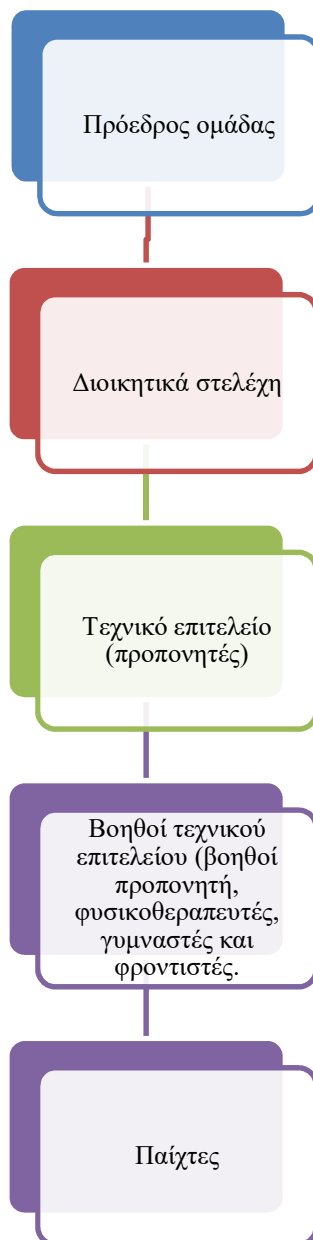 Πρόεδρος ομάδας
Διοικητικά στελέχη
Τεχνικό επιτελείο
(προπονητές)
Βοηθοί τεχνικού
επιτελείου (βοηθοί
προπονητή,
φυσικοθεραπευτές,
γυμναστές και
φροντιστές.
Παίχτες